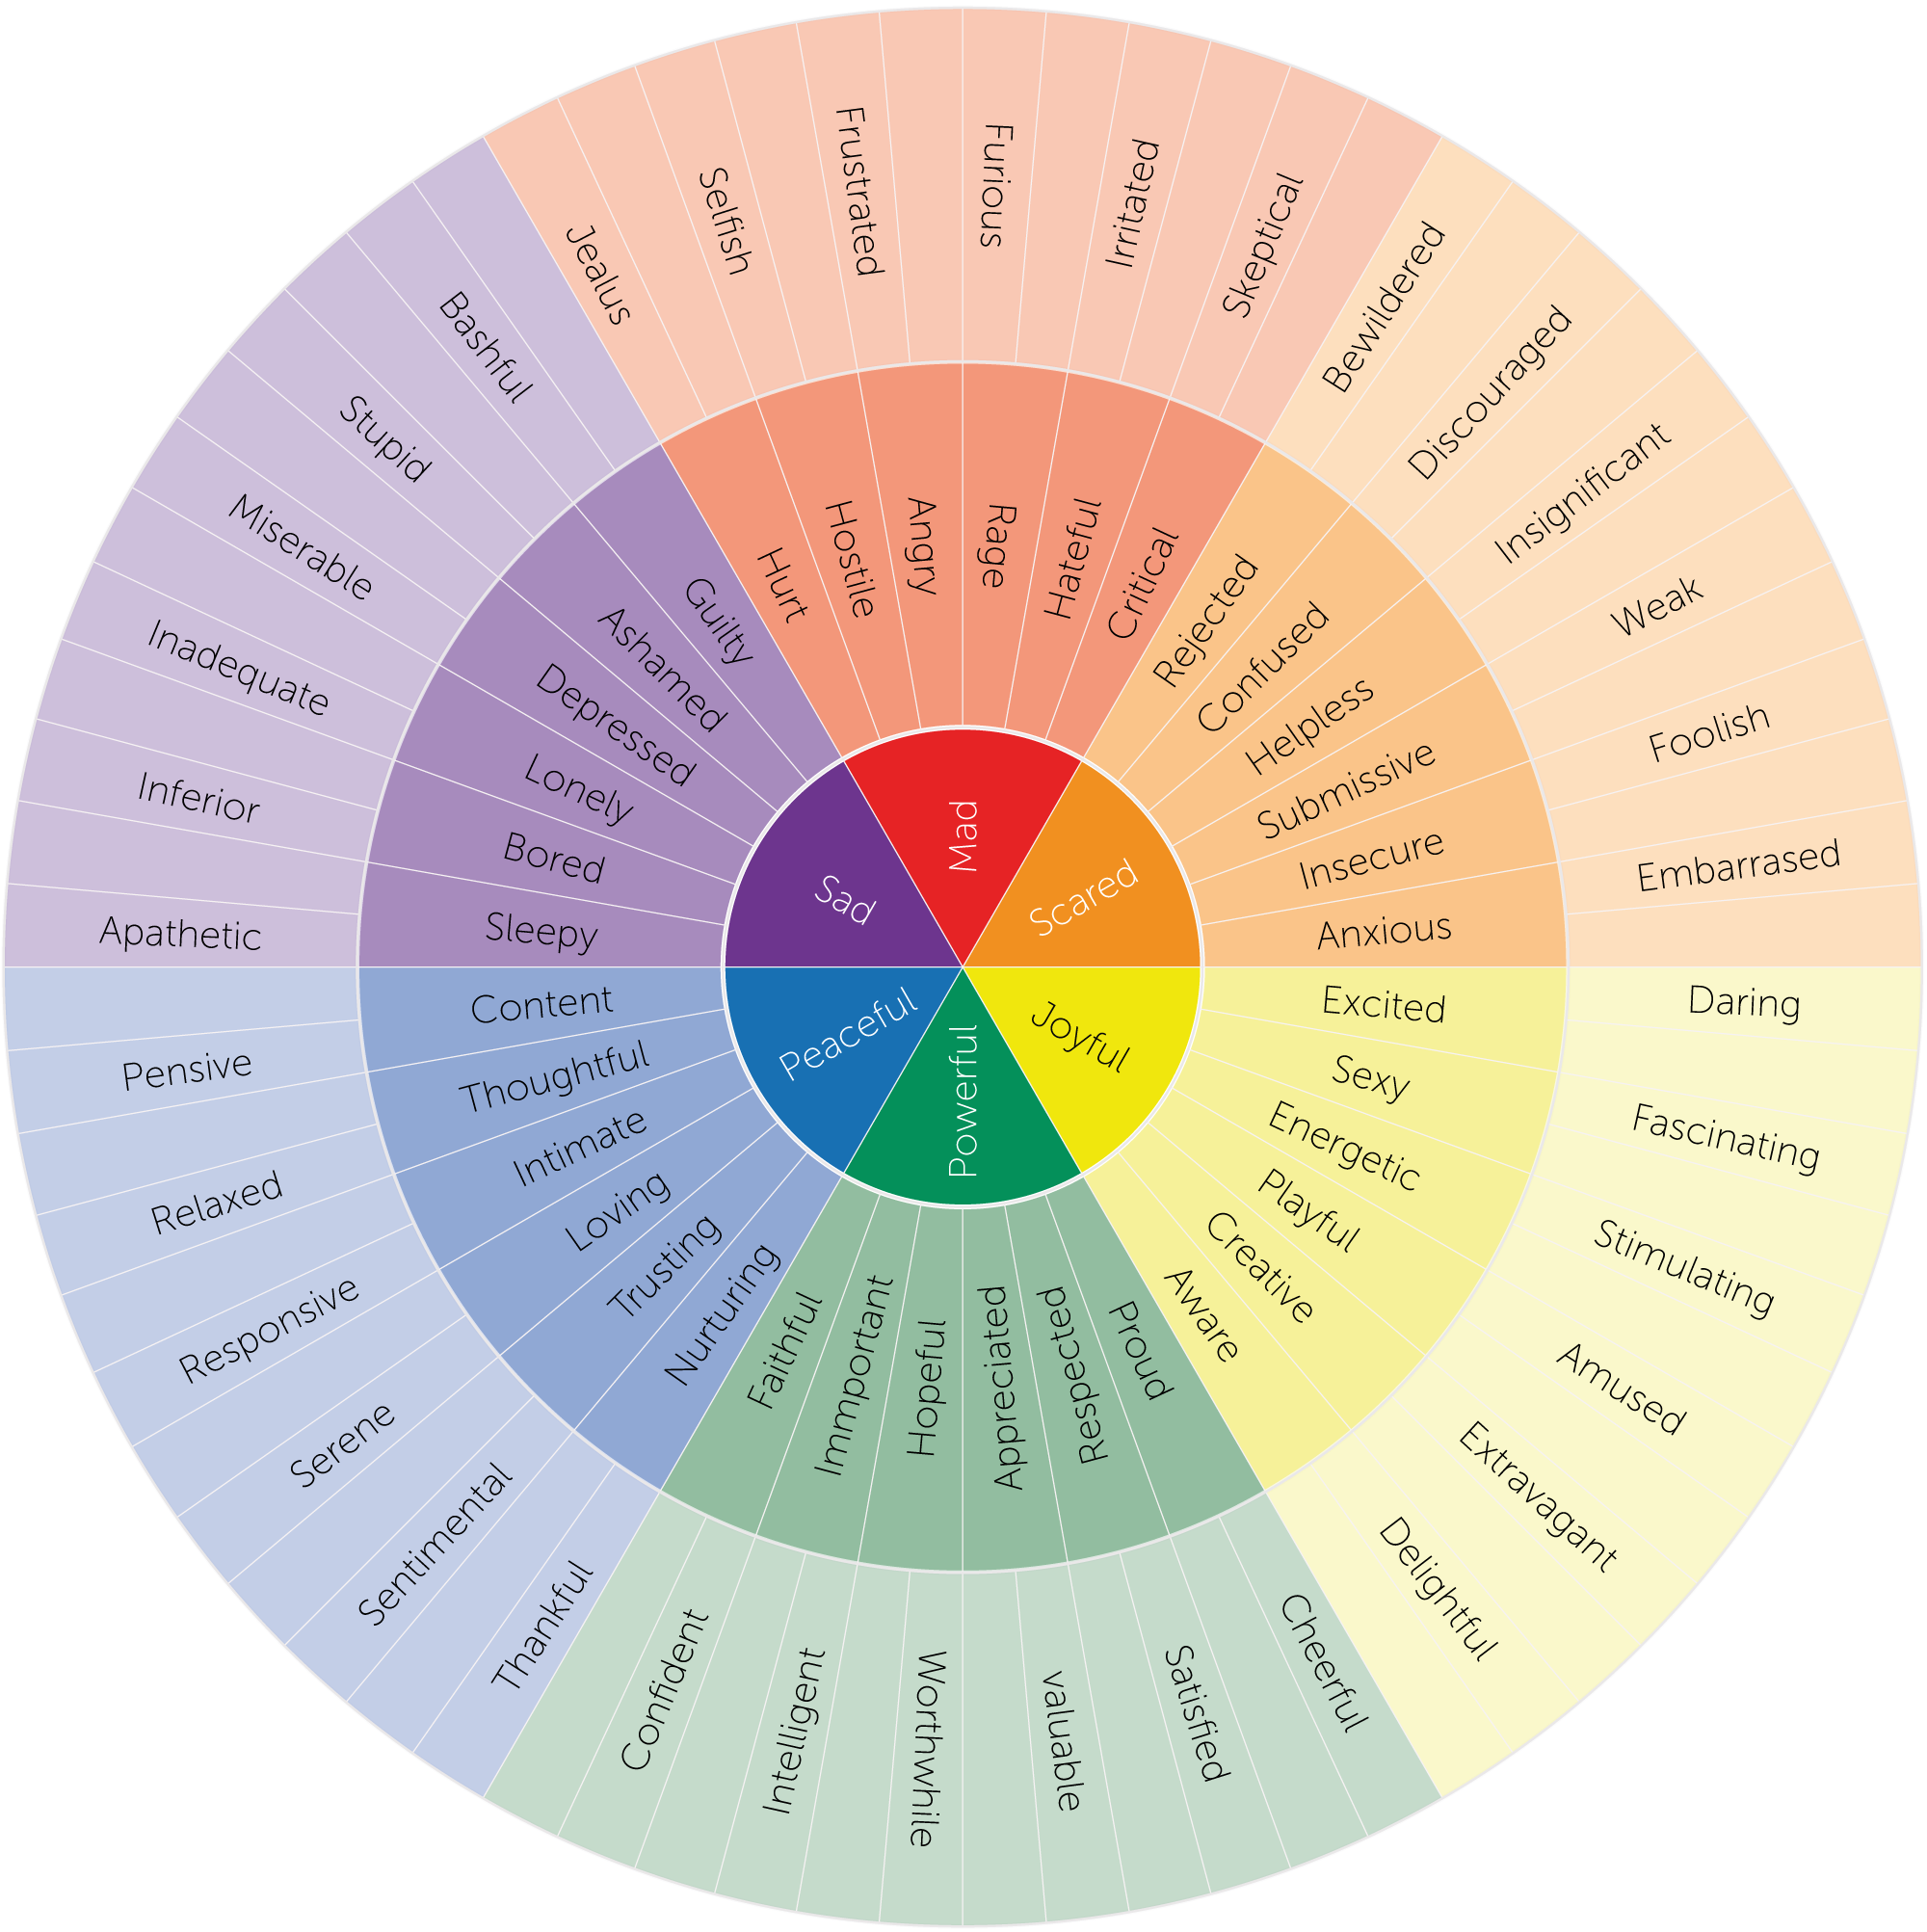 Mad
Scared
Joyful
Powerful
Peaceful
Sad
Hurt
Hostile
Angry
Rage
Hateful
Critical
Rejected
Confused
Helpless
Submissive
Insecure
Anxious
Excited
Sexy
Energetic
Playful
Creative
Aware
Proud
Respected
Appreciated
Hopeful
Immportant
Faithful
Nurturing
Trusting
Loving
Intimate
Thoughtful
Content
Sleepy
Bored
Lonely
Depressed
Ashamed
Guilty
Jealus
Selfish
Frustrated
Furious
Irritated
Skeptical
Bewildered
Discouraged
Insignificant
Weak
Foolish
Embarrased
Daring
Fascinating
Stimulating
Amused
Extravagant
Delightful
Cheerful
Satisfied
valuable
Worthwhile
Intelligent
Confident
Thankful
Sentimental
Serene
Responsive
Relaxed
Pensive
Apathetic
Inferior
Inadequate
Miserable
Stupid
Bashful